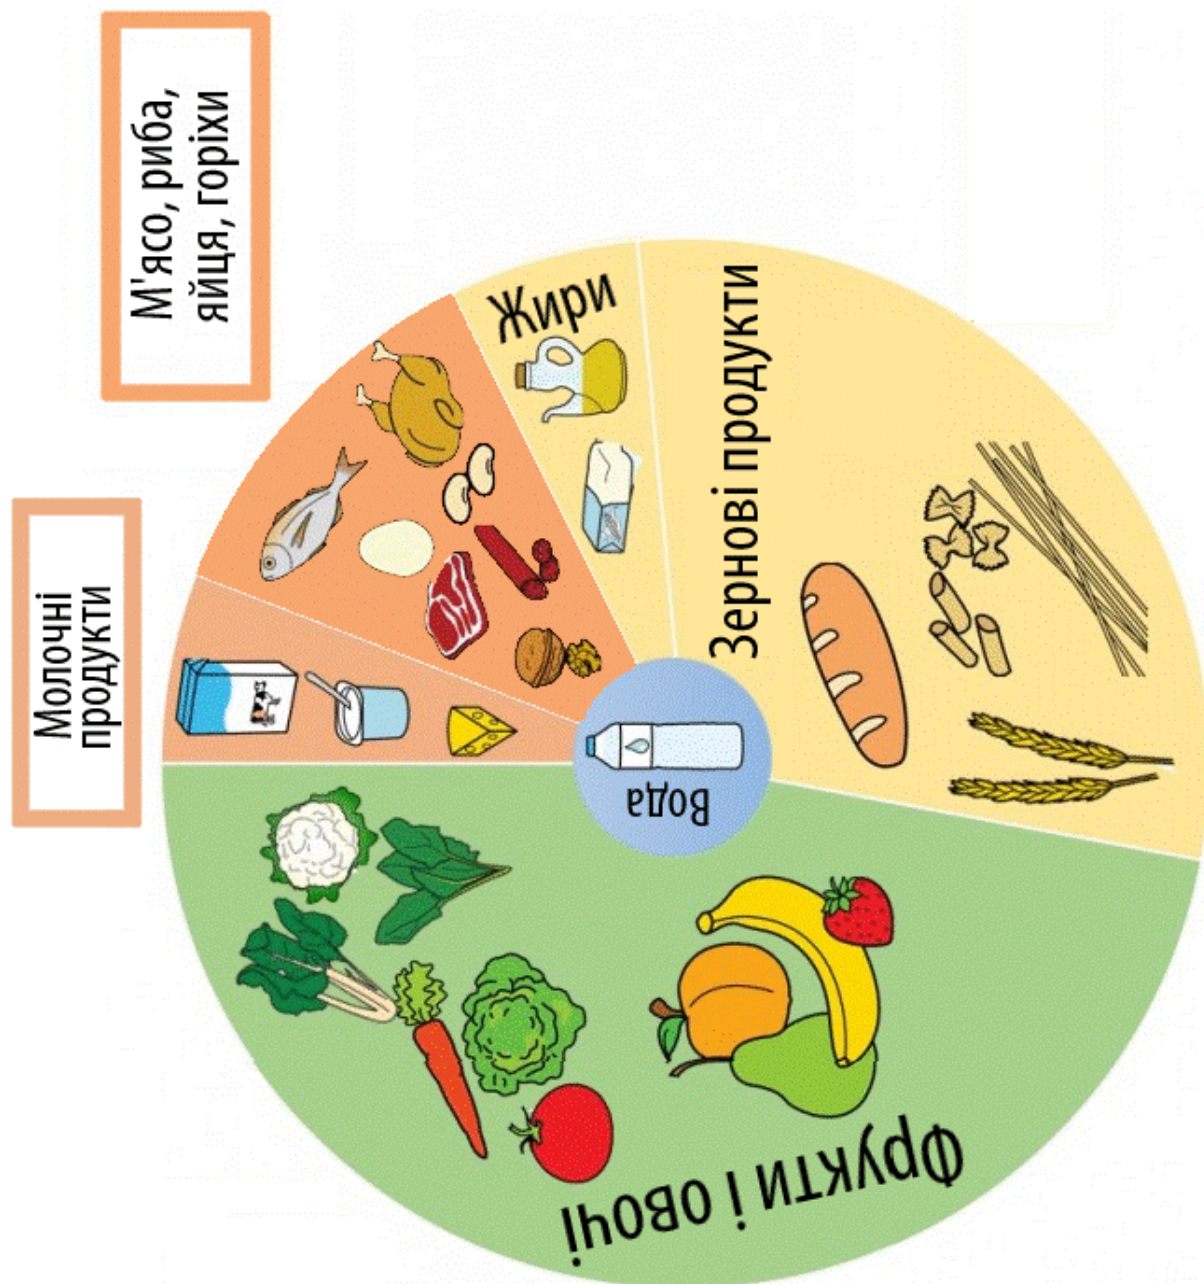 М'ясо, риба,
яйця, горіхи
Молочні
продукти
Жири
Зернові продукти
Вода
Фрукти і овочі